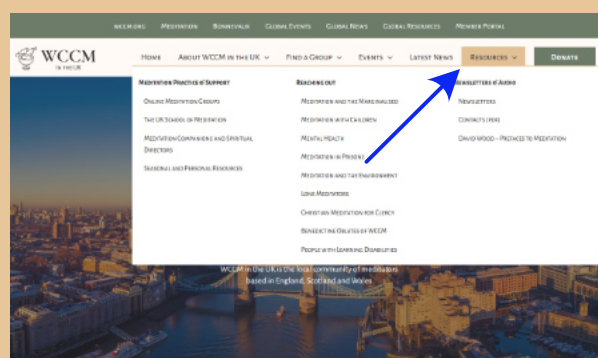 WCCM.ORG MEDITATION BONNEVAUX GLOBAL EVENTS GLOBAL NEWS GLOBAL RESOURCES MEMBER PORTAL
WCCM
IN THE UK
HOME ABOUT WCCM IN THE UK FIND A GROUP EVENTS LATEST NEWS RESOURCES DONATE
MEDITATION PRACTICE & SUPPORT
ONLINE MEDITATION GROUPS
THE UK SCHOOL OF MEDITATION
MEDITATION COMPANIONS AND SPIRITUAL
DIRECTORS
SEASONAL AND PERSONAL RESOURCES
REACHING OUT
MEDITATION AND THE MARGINALISED
MEDITATION WITH CHILDREN
MENTAL HEALTH
MEDITATION IN PRISONS
MEDITATION AND THE ENVIRONMENT
LONE MEDITATORS
CHRISTIAN MEDITATION FOR CLERGY
BENEDICTINE OBLATES OF WCCM
PEOPLE WITH LEARNING DISABILITIES
NEWSLETTERS & AUDIO
NEWSLETTERS
DAVID WOOD – PREFACES TO MEDITATION
WCCM in the UK is the local community of meditators
based in England, Scotland and Wales